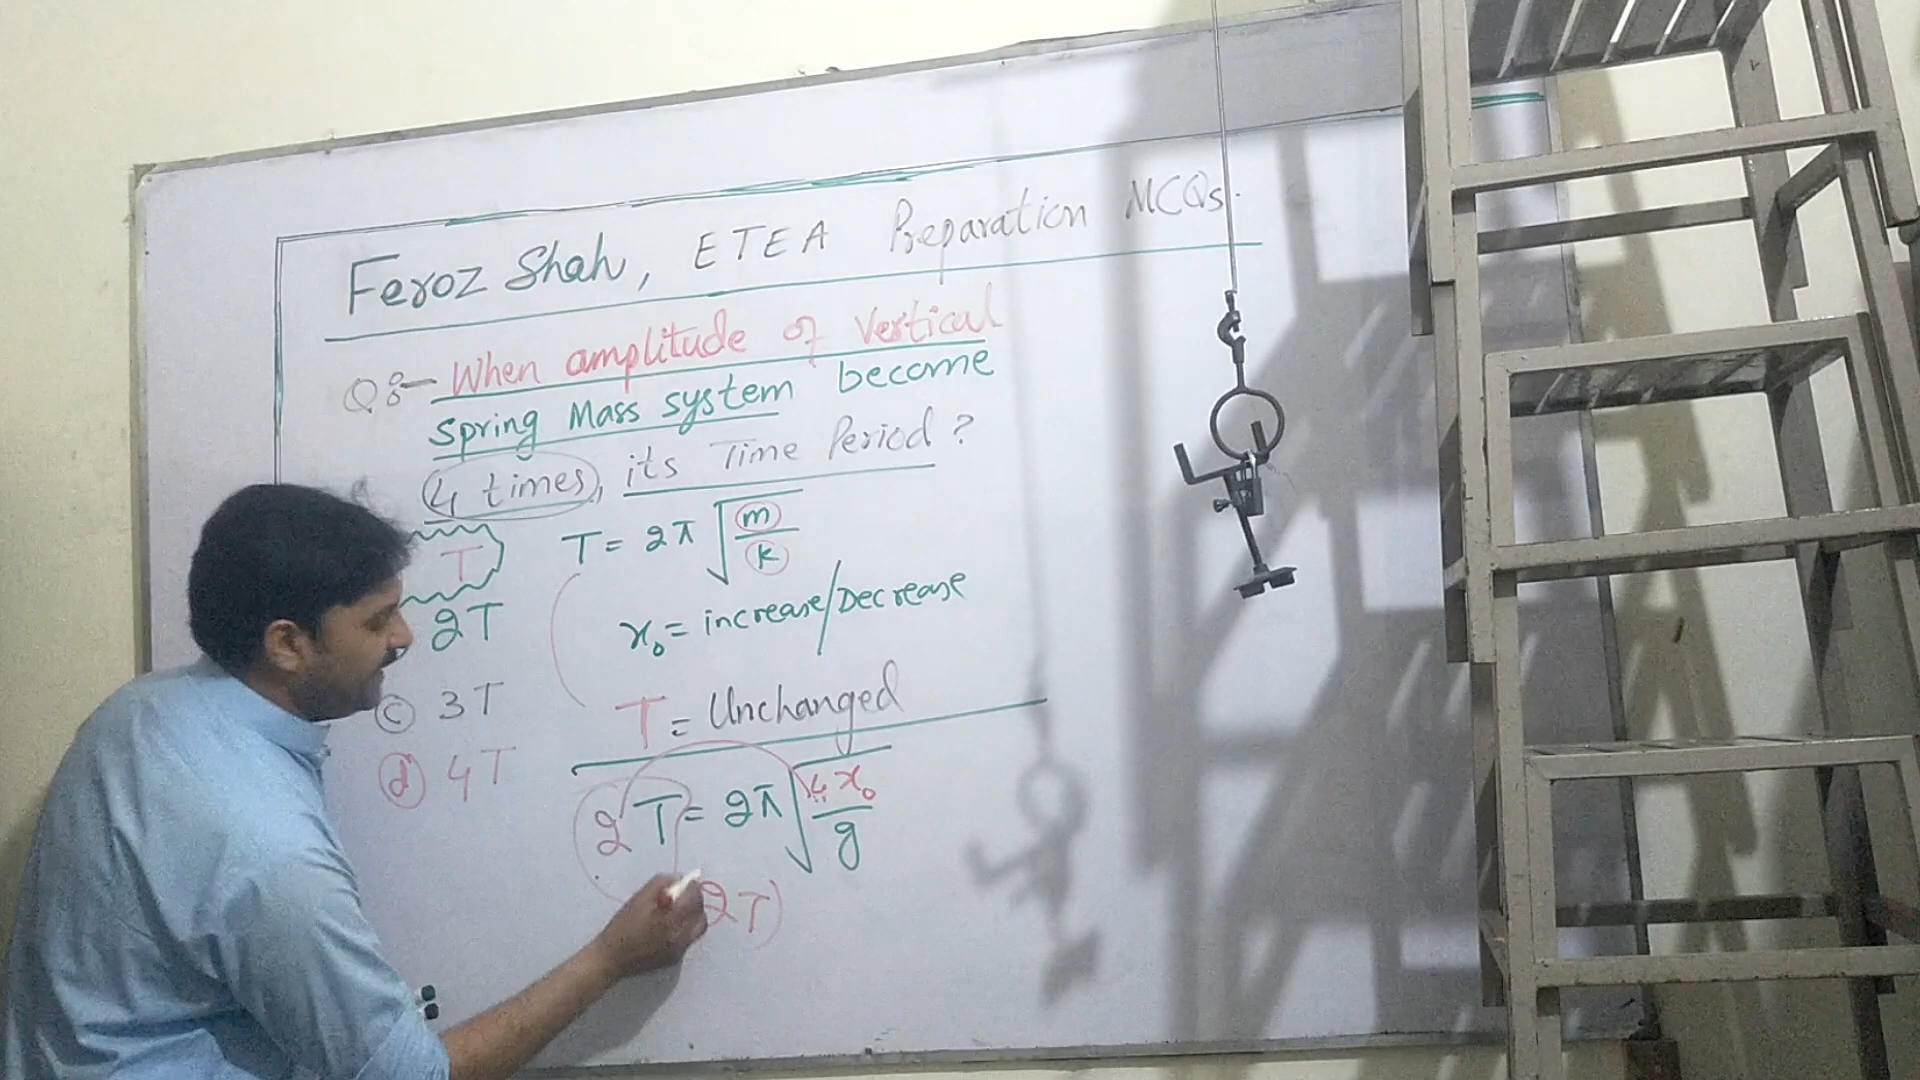 Feroz Shah, ETEA Preparation MCQs.
Q:- When amplitude of Vertical
spring Mass system become
4 times, its Time Period?
T
2T
c 3T
d 4T
T = 2π √m/k
x₀ = increase/Decrease
T = Unchanged
2T = 2π √4x₀/g
2T